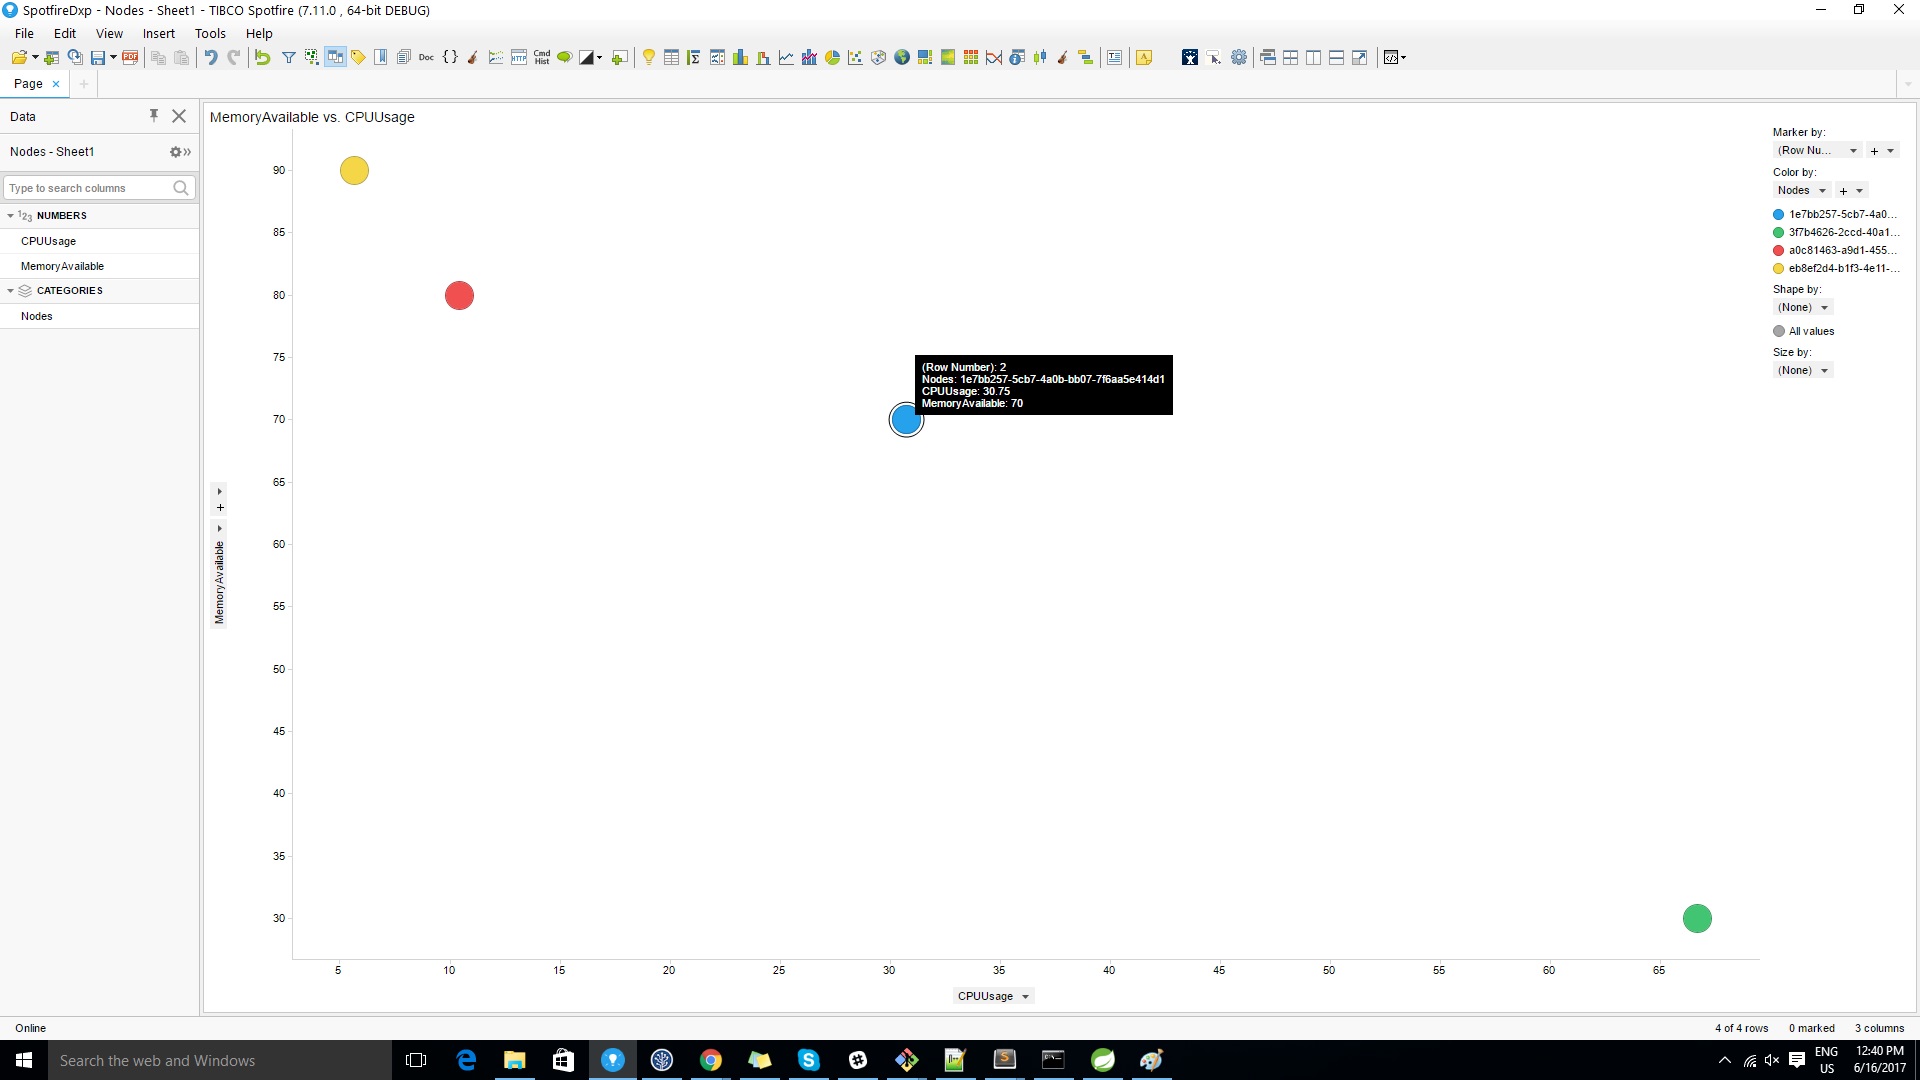 SpotfireDxp - Nodes - Sheet1 - TIBCO Spotfire (7.11.0 , 64-bit DEBUG)
File Edit View Insert Tools Help
PDF Doc { } HTTP Cmd Hist
Page
Data
Nodes - Sheet1
Type to search columns
123 NUMBERS
CPUUsage
MemoryAvailable
CATEGORIES
Nodes
MemoryAvailable vs. CPUUsage
90
85
80
75
70
65
60
55
50
45
40
35
30
MemoryAvailable
(Row Number): 2
Nodes: 1e7bb257-5cb7-4a0b-bb07-7f6aa5e414d1
CPUUsage: 30.75
MemoryAvailable: 70
5 10 15 20 25 30 35 40 45 50 55 60 65
CPUUsage
Marker by:
(Row Nu... +
Color by:
Nodes +
1e7bb257-5cb7-4a0...
3f7b4626-2ccd-40a1...
a0c81463-a9d1-455...
eb8ef2d4-b1f3-4e11-...
Shape by:
(None)
All values
Size by:
(None)
Online 4 of 4 rows 0 marked 3 columns
Search the web and Windows
ENG
US
12:40 PM
6/16/2017